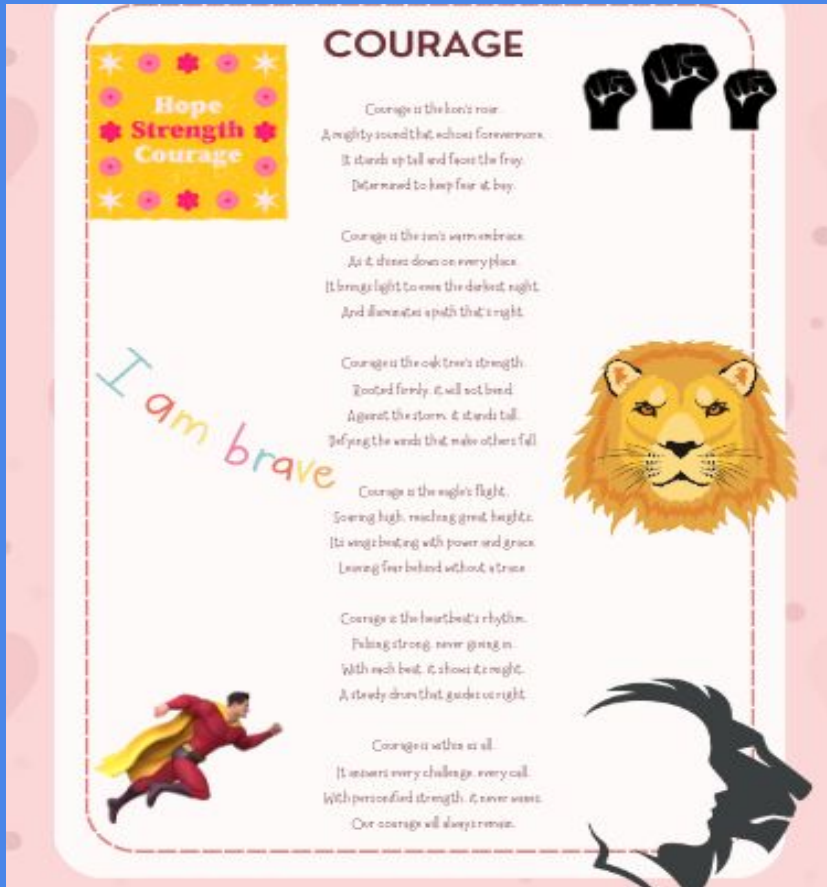 COURAGE
Hope
Strength
Courage
Courage is the lion's roar.
A mighty sound that echoes forevermore.
It stands up tall and faces the fray.
Determined to keep fear at bay.
Courage is the sun's warm embrace.
As it shines down on every place.
It brings light to even the darkest night.
And illuminates a path that's right.
I am brave
Courage is the oak tree's strength.
Rooted firmly, it will not bend.
Against the storm, it stands tall.
Defying the winds that make others fall.
Courage is the eagle's flight.
Soaring high, reaching great heights.
Its wings beating with power and grace.
Leaving fear behind without a trace.
Courage is the heartbeat's rhythm.
Pulsing strong, never giving in.
With each beat, it shows its might.
A steady drum that guides us right.
Courage is within us all.
It answers every challenge, every call.
With personified strength, it never wanes.
Our courage will always remain.